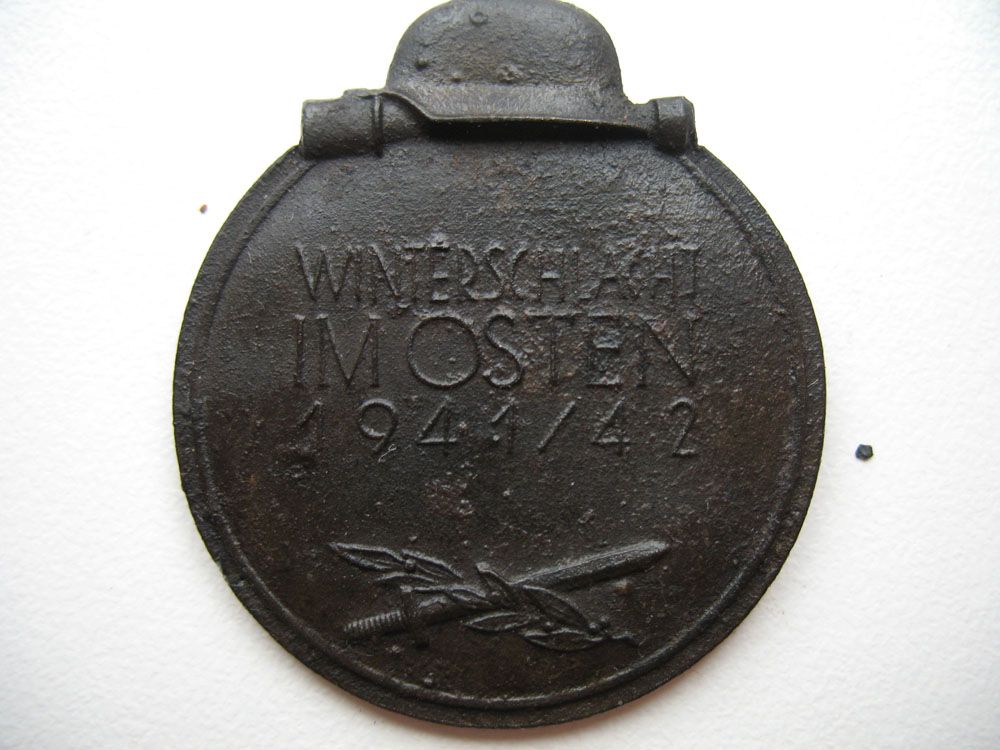 WINTERSCHLACHT
IM OSTEN
1941/42